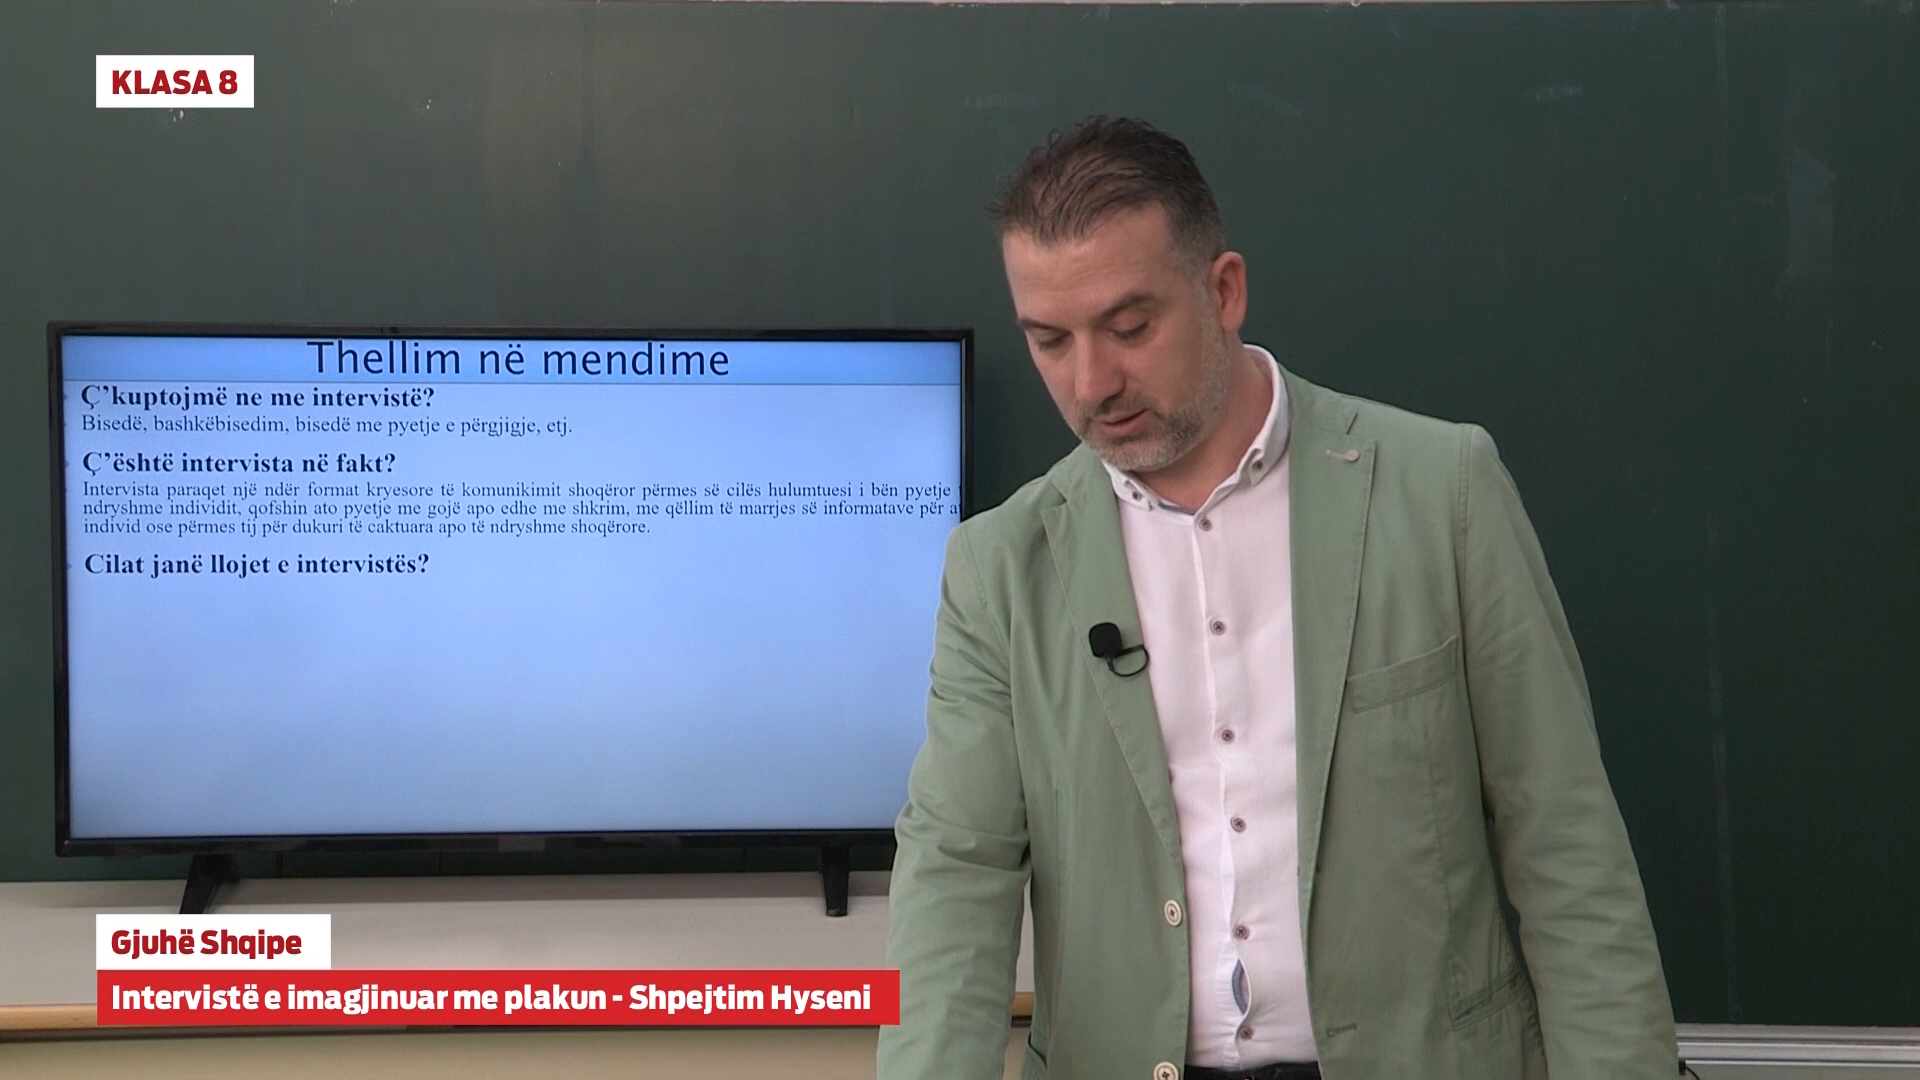 KLASA 8
Thellim në mendime
Ç’kuptojmë ne me intervistë?
Bisedë, bashkëbisedim, bisedë me pyetje e përgjigje, etj.
Ç’është intervista në fakt?
Intervista paraqet një ndër format kryesore të komunikimit shoqëror përmes së cilës hulumtuesi i bën pyetje
ndryshme individit, qofshin ato pyetje me gojë apo edhe me shkrim, me qëllim të marrjes së informatave për
individ ose përmes tij për dukuri të caktuara apo të ndryshme shoqërore.
Cilat janë llojet e intervistës?
Gjuhë Shqipe
Intervistë e imagjinuar me plakun - Shpejtim Hyseni